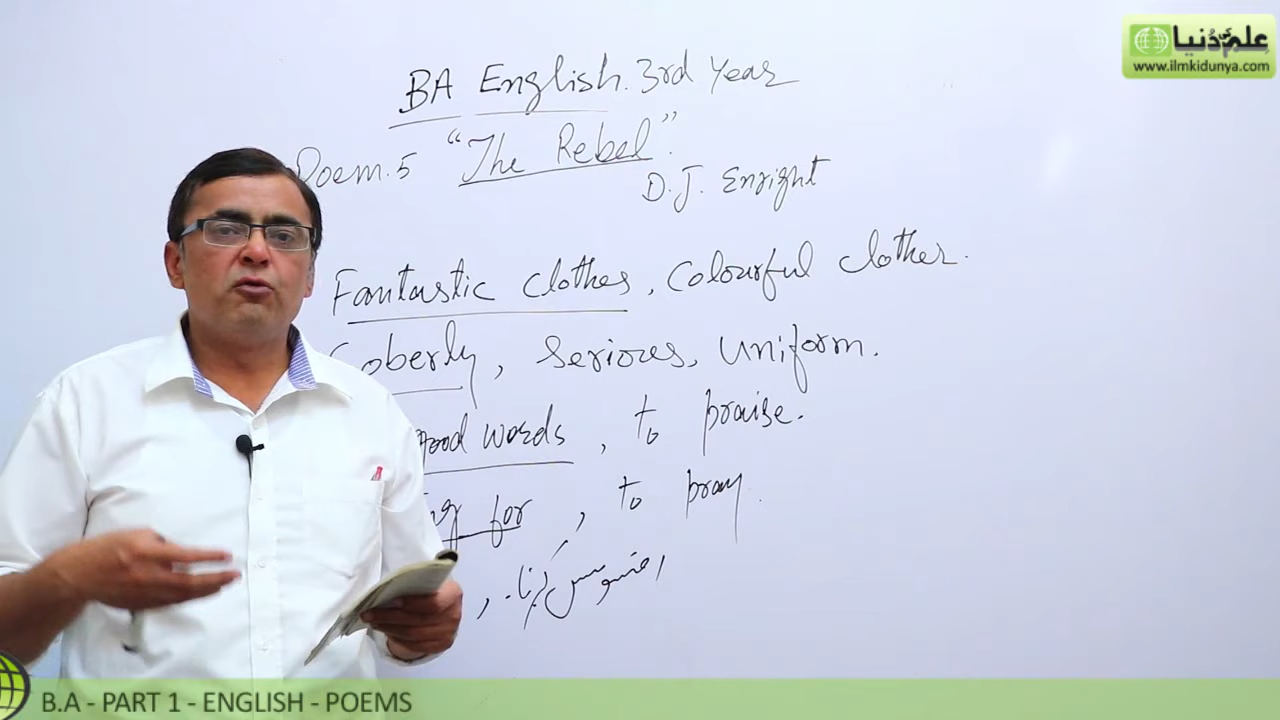 علم کی دُنیا
www.ilmkidunya.com
BA English. 3rd Year
Poem. 5 "The Rebel".
D. J. Enright
Fantastic clothes, Colourful clothes.
Soberly, serious, uniform.
good words, to praise.
for, to pray.
, افسوس کرنا۔
B.A - PART 1 - ENGLISH - POEMS